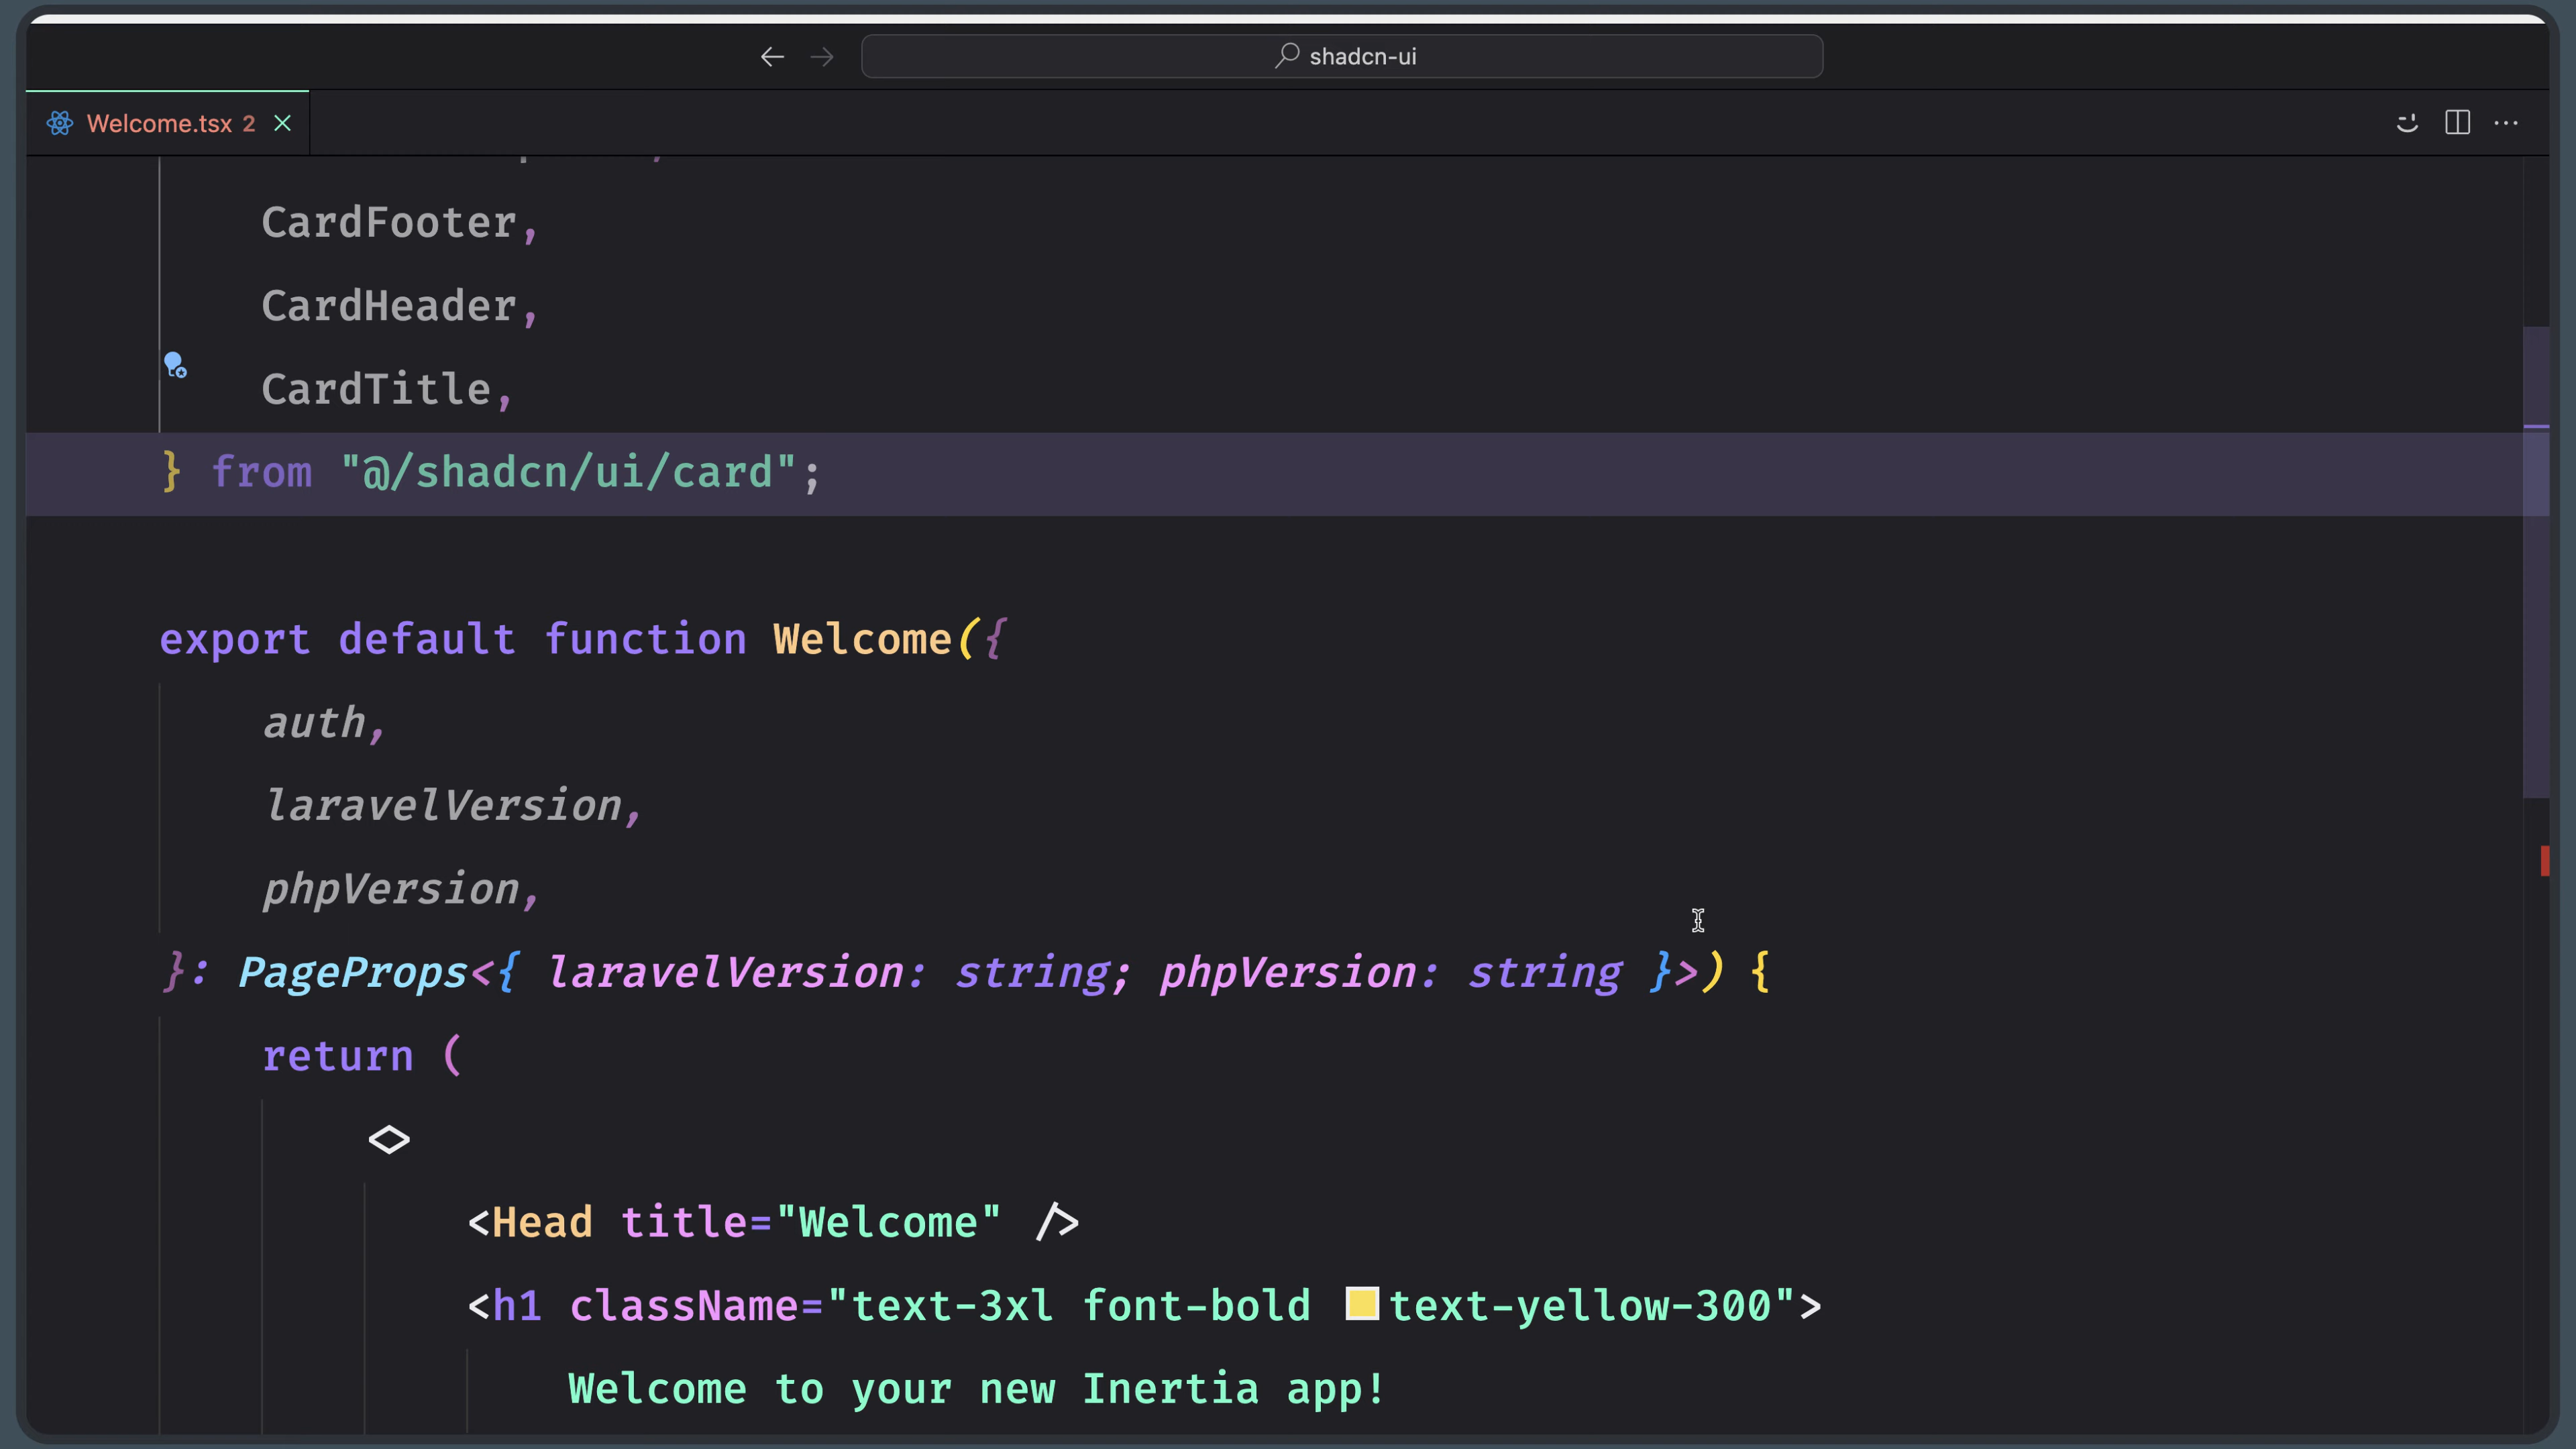 shadcn-ui
Welcome.tsx 2
CardFooter,
CardHeader,
CardTitle,
} from "@/shadcn/ui/card";
export default function Welcome({
auth,
laravelVersion,
phpVersion,
}: PageProps<{ laravelVersion: string; phpVersion: string }>) {
return (
<>
<Head title="Welcome" />
<h1 className="text-3xl font-bold text-yellow-300">
Welcome to your new Inertia app!